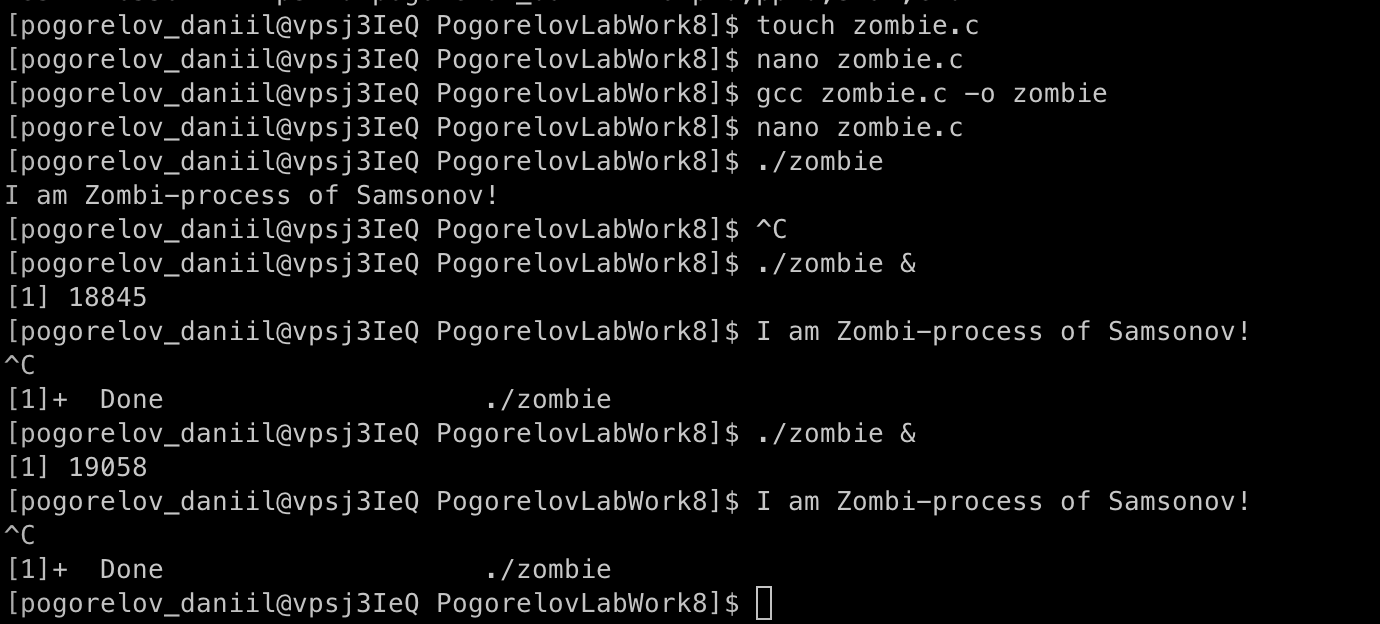 [pogorelov_daniil@vpsj3IeQ PogorelovLabWork8]$ touch zombie.c
[pogorelov_daniil@vpsj3IeQ PogorelovLabWork8]$ nano zombie.c
[pogorelov_daniil@vpsj3IeQ PogorelovLabWork8]$ gcc zombie.c -o zombie
[pogorelov_daniil@vpsj3IeQ PogorelovLabWork8]$ nano zombie.c
[pogorelov_daniil@vpsj3IeQ PogorelovLabWork8]$ ./zombie
I am Zombi-process of Samsonov!
[pogorelov_daniil@vpsj3IeQ PogorelovLabWork8]$ ^C
[pogorelov_daniil@vpsj3IeQ PogorelovLabWork8]$ ./zombie &
[1] 18845
[pogorelov_daniil@vpsj3IeQ PogorelovLabWork8]$ I am Zombi-process of Samsonov!
^C
[1]+  Done                    ./zombie
[pogorelov_daniil@vpsj3IeQ PogorelovLabWork8]$ ./zombie &
[1] 19058
[pogorelov_daniil@vpsj3IeQ PogorelovLabWork8]$ I am Zombi-process of Samsonov!
^C
[1]+  Done                    ./zombie
[pogorelov_daniil@vpsj3IeQ PogorelovLabWork8]$